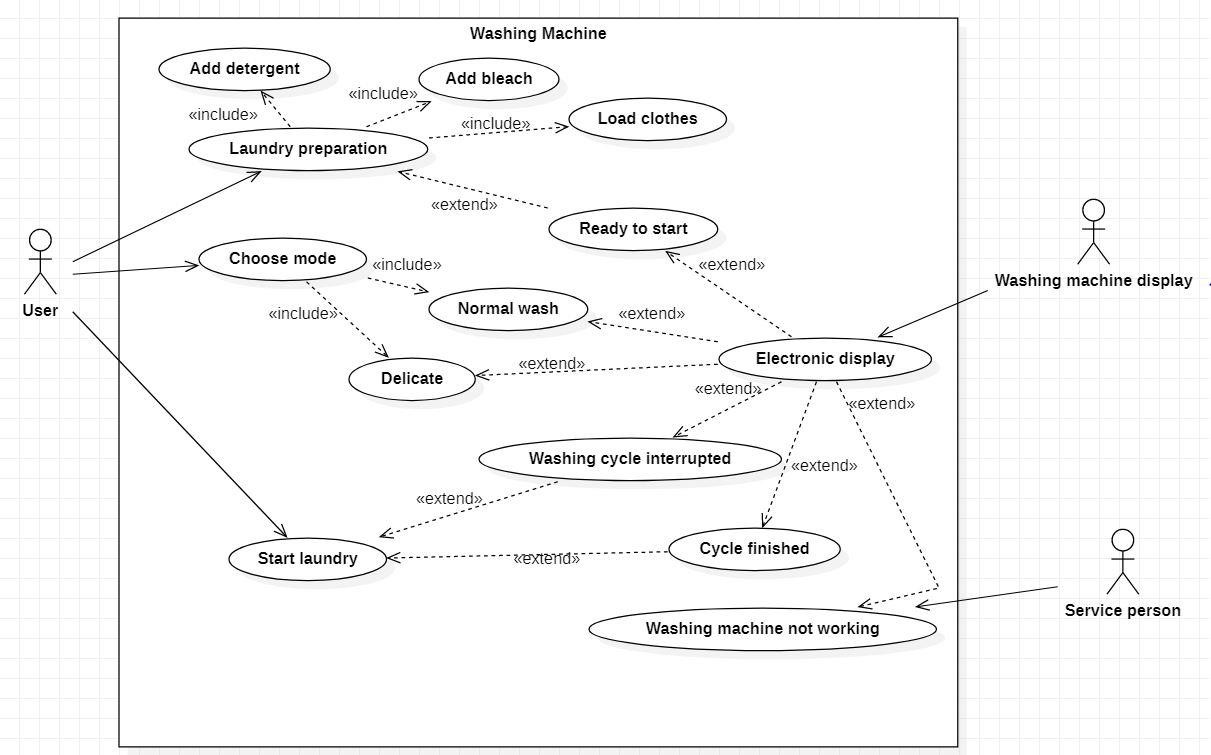 Washing Machine
Add detergent
Add bleach
«include»
«include»
«include»
Load clothes
Laundry preparation
«extend»
Ready to start
Choose mode
«include»
«extend»
Washing machine display
User
«include»
Normal wash
«extend»
Electronic display
Delicate
«extend»
«extend»
«extend»
Washing cycle interrupted
«extend»
«extend»
Cycle finished
Start laundry
«extend»
Service person
Washing machine not working